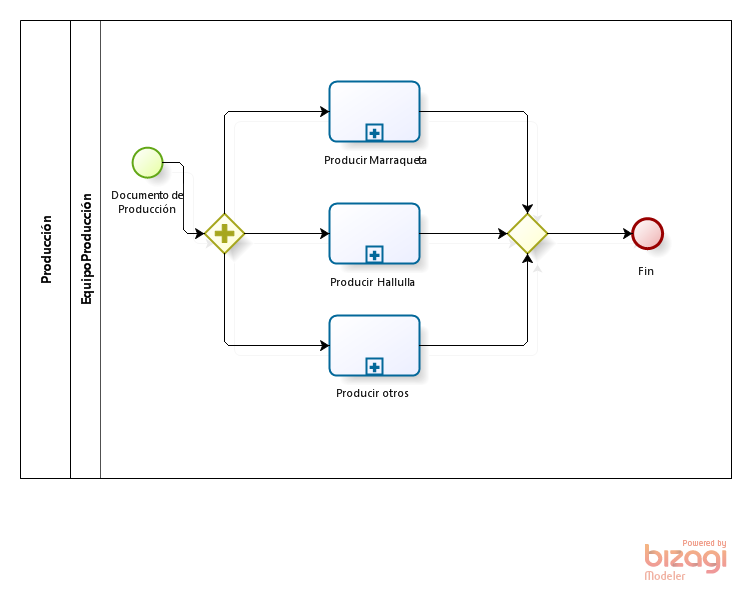 Producción
EquipoProducción
Documento de
Producción
Producir Marraqueta
Producir Hallulla
Producir otros
Fin
Powered by
bizagi
Modeler